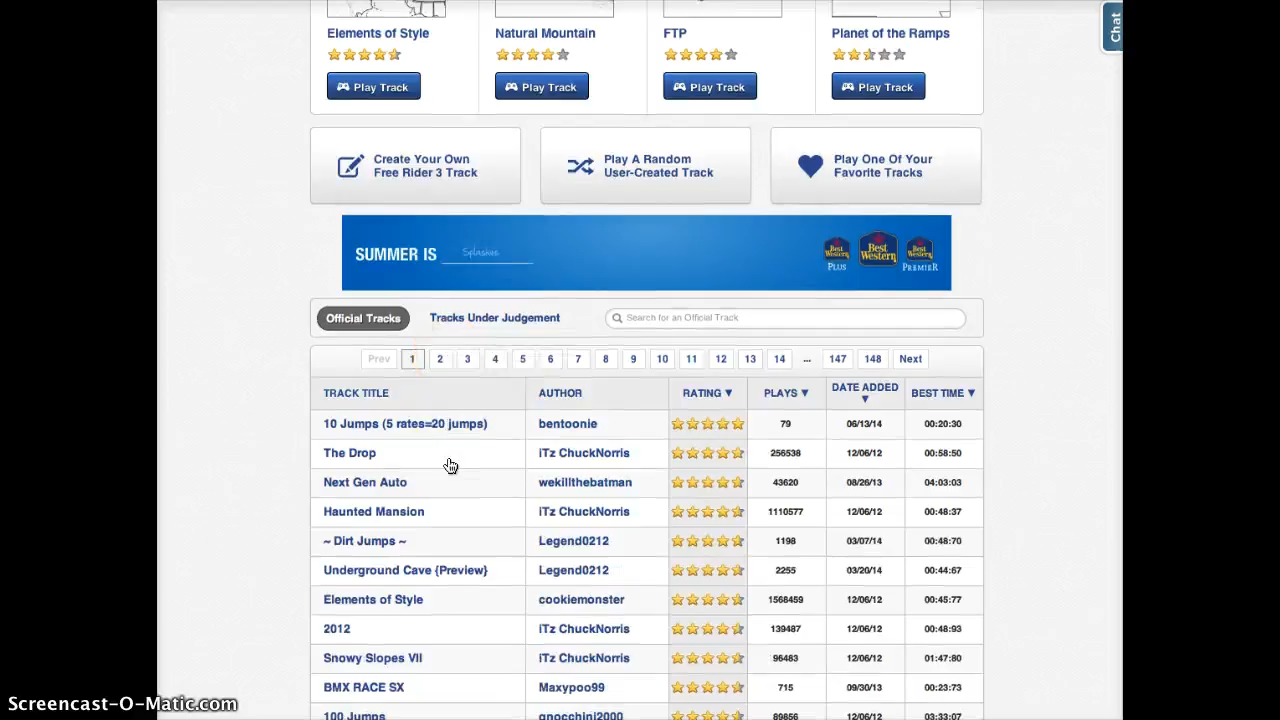 Chat
Elements of Style
Natural Mountain
FTP
Planet of the Ramps
Play Track
Play Track
Play Track
Play Track
Create Your Own
Free Rider 3 Track
Play A Random
User-Created Track
Play One Of Your
Favorite Tracks
SUMMER IS Splashie
Best Western PLUS
Best Western
Best Western PREMIER
Official Tracks
Tracks Under Judgement
Search for an Official Track
Prev 1 2 3 4 5 6 7 8 9 10 11 12 13 14 ... 147 148 Next
TRACK TITLE AUTHOR RATING ▼ PLAYS ▼ DATE ADDED ▼ BEST TIME ▼
10 Jumps (5 rates=20 jumps) bentoonie 79 06/13/14 00:20:30
The Drop iTz ChuckNorris 256538 12/06/12 00:58:50
Next Gen Auto wekillthebatman 43620 08/26/13 04:03:03
Haunted Mansion iTz ChuckNorris 1110577 12/06/12 00:48:37
~ Dirt Jumps ~ Legend0212 1198 03/07/14 00:48:70
Underground Cave {Preview} Legend0212 2255 03/20/14 00:44:67
Elements of Style cookiemonster 1568459 12/06/12 00:45:77
2012 iTz ChuckNorris 139487 12/06/12 00:48:93
Snowy Slopes VII iTz ChuckNorris 96483 12/06/12 01:47:80
BMX RACE SX Maxypoo99 715 09/30/13 00:23:73
100 Jumps gnocchini2000 89856 12/06/12 03:33:07
Screencast-O-Matic.com